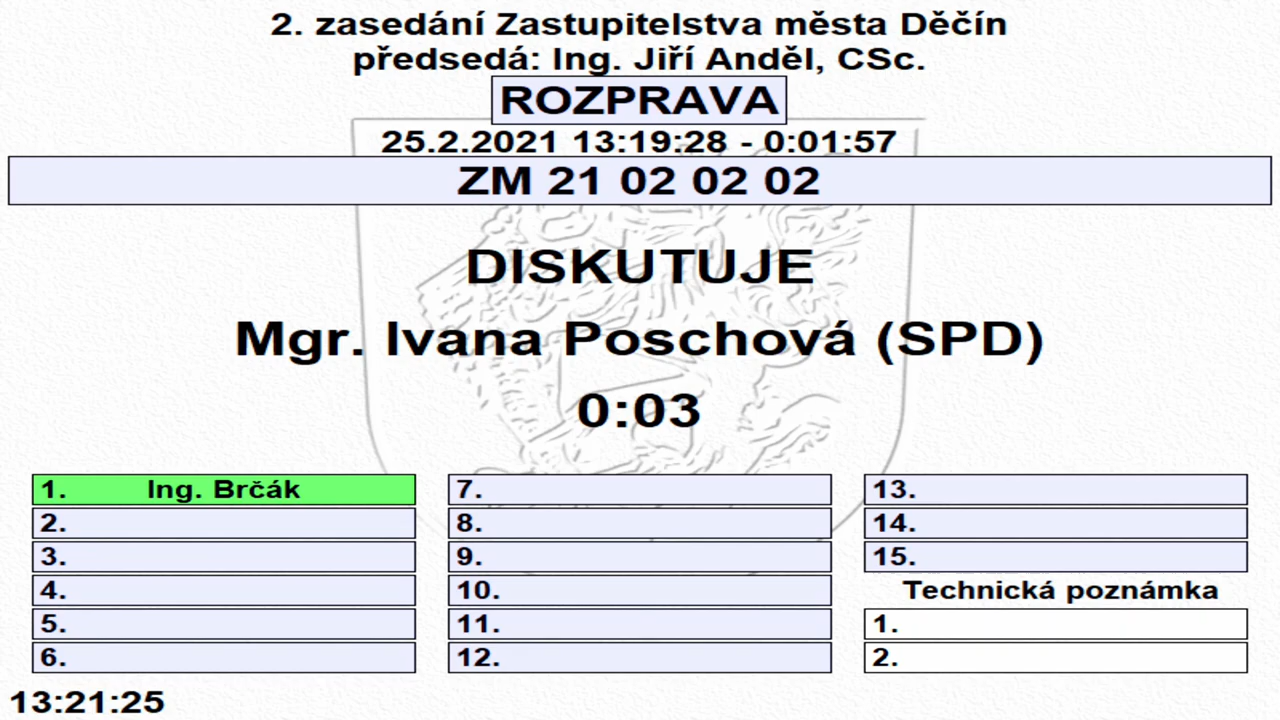 2. zasedání Zastupitelstva města Děčín
předsedá: Ing. Jiří Anděl, CSc.
ROZPRAVA
25.2.2021 13:19:28 - 0:01:57
ZM 21 02 02 02
DISKUTUJE
Mgr. Ivana Poschová (SPD)
0:03
1. Ing. Brčák
2.
3.
4.
5.
6.
7.
8.
9.
10.
11.
12.
13.
14.
15.
Technická poznámka
1.
2.
13:21:25